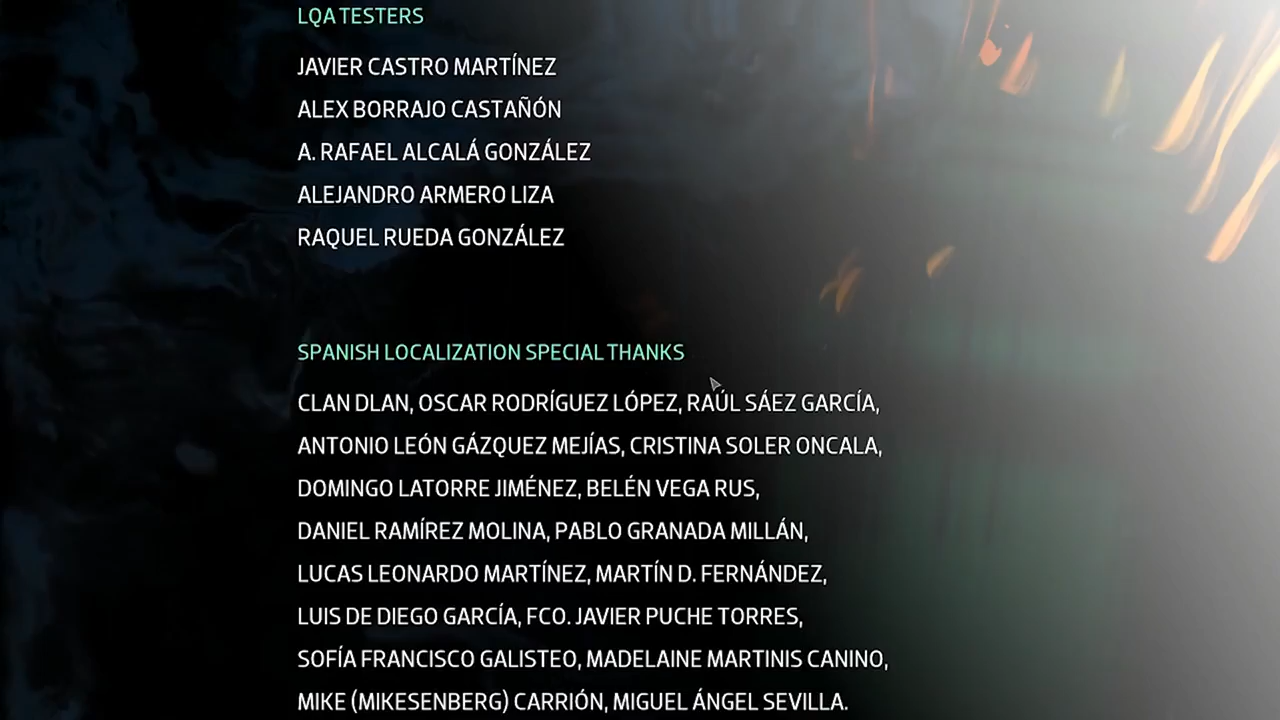 LQA TESTERS
JAVIER CASTRO MARTÍNEZ
ALEX BORRAJO CASTAÑÓN
A. RAFAEL ALCALÁ GONZÁLEZ
ALEJANDRO ARMERO LIZA
RAQUEL RUEDA GONZÁLEZ
SPANISH LOCALIZATION SPECIAL THANKS
CLAN DLAN, OSCAR RODRÍGUEZ LÓPEZ, RAÚL SÁEZ GARCÍA,
ANTONIO LEÓN GÁZQUEZ MEJÍAS, CRISTINA SOLER ONCALA,
DOMINGO LATORRE JIMÉNEZ, BELÉN VEGA RUS,
DANIEL RAMÍREZ MOLINA, PABLO GRANADA MILLÁN,
LUCAS LEONARDO MARTÍNEZ, MARTÍN D. FERNÁNDEZ,
LUIS DE DIEGO GARCÍA, FCO. JAVIER PUCHE TORRES,
SOFÍA FRANCISCO GALISTEO, MADELAINE MARTINIS CANINO,
MIKE (MIKESENBERG) CARRIÓN, MIGUEL ÁNGEL SEVILLA.